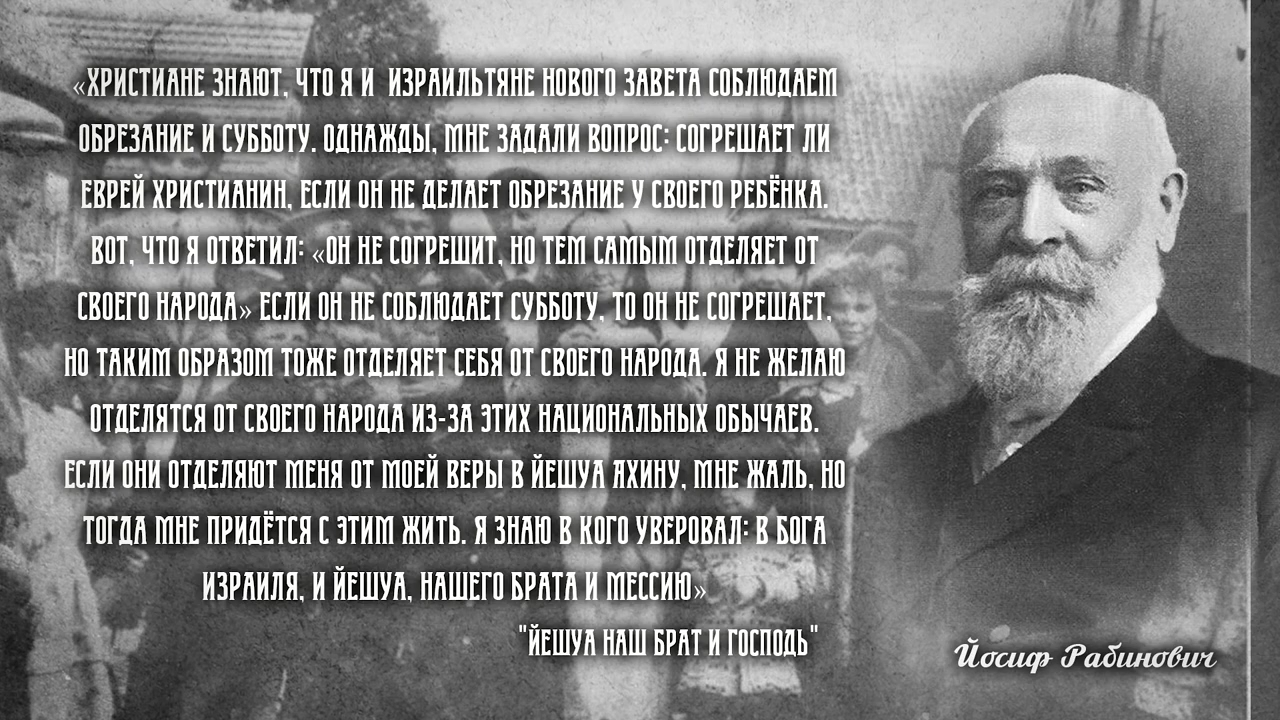 «ХРИСТИАНЕ ЗНАЮТ, ЧТО Я И ИЗРАИЛЬТЯНЕ НОВОГО ЗАВЕТА СОБЛЮДАЕМ
ОБРЕЗАНИЕ И СУББОТУ. ОДНАЖДЫ, МНЕ ЗАДАЛИ ВОПРОС: СОГРЕШАЕТ ЛИ
ЕВРЕЙ ХРИСТИАНИН, ЕСЛИ ОН НЕ ДЕЛАЕТ ОБРЕЗАНИЕ У СВОЕГО РЕБЁНКА.
ВОТ, ЧТО Я ОТВЕТИЛ: «ОН НЕ СОГРЕШИТ, НО ТЕМ САМЫМ ОТДЕЛЯЕТ ОТ
СВОЕГО НАРОДА» ЕСЛИ ОН НЕ СОБЛЮДАЕТ СУББОТУ, ТО ОН НЕ СОГРЕШАЕТ,
НО ТАКИМ ОБРАЗОМ ТОЖЕ ОТДЕЛЯЕТ СЕБЯ ОТ СВОЕГО НАРОДА. Я НЕ ЖЕЛАЮ
ОТДЕЛЯТСЯ ОТ СВОЕГО НАРОДА ИЗ-ЗА ЭТИХ НАЦИОНАЛЬНЫХ ОБЫЧАЕВ.
ЕСЛИ ОНИ ОТДЕЛЯЮТ МЕНЯ ОТ МОЕЙ ВЕРЫ В ЙЕШУА АХИНУ, МНЕ ЖАЛЬ, НО
ТОГДА МНЕ ПРИДЁТСЯ С ЭТИМ ЖИТЬ. Я ЗНАЮ В КОГО УВЕРОВАЛ: В БОГА
ИЗРАИЛЯ, И ЙЕШУА, НАШЕГО БРАТА И МЕССИЮ»
"ЙЕШУА НАШ БРАТ И ГОСПОДЬ"
Йосиф Рабинович